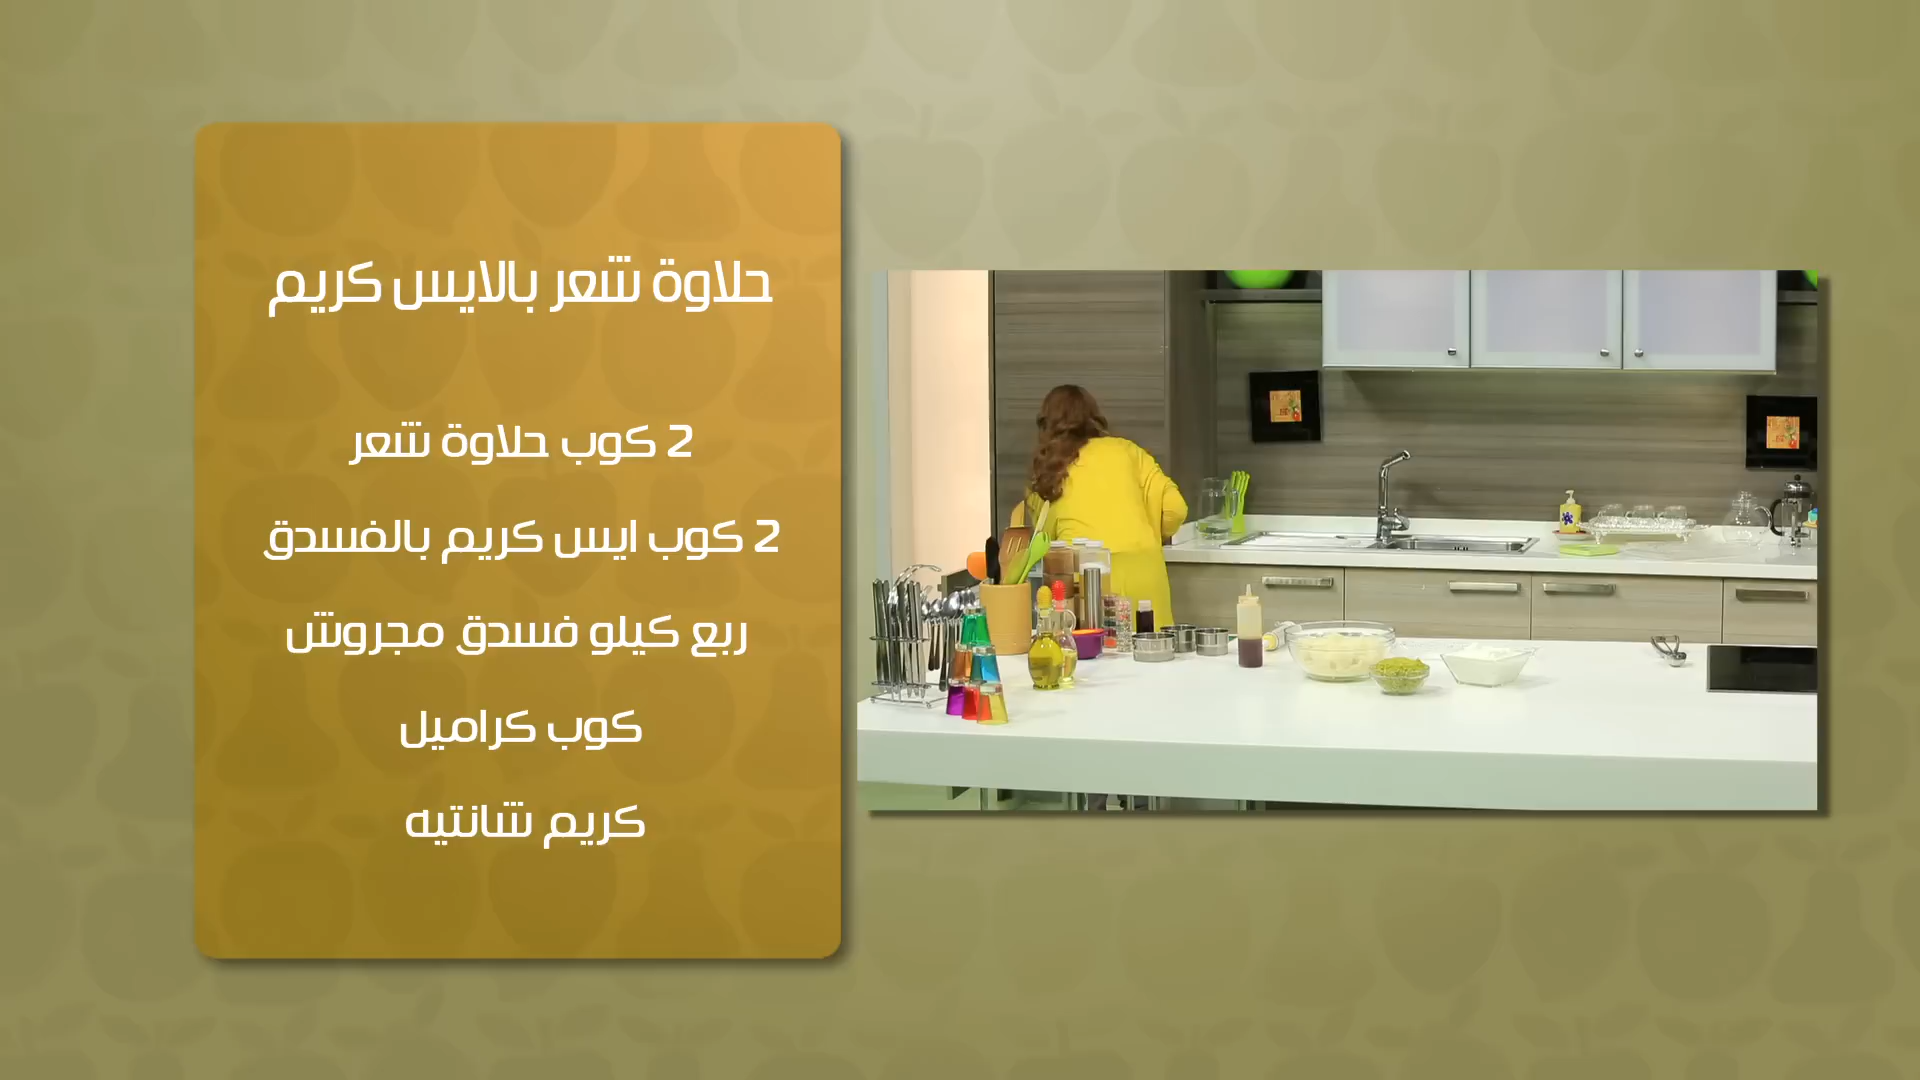 حلاوة شعر بالايس كريم
2 كوب حلاوة شعر
2 كوب ايس كريم بالفسدق
ربع كيلو فسدق مجروش
كوب كراميل
كريم شانتيه